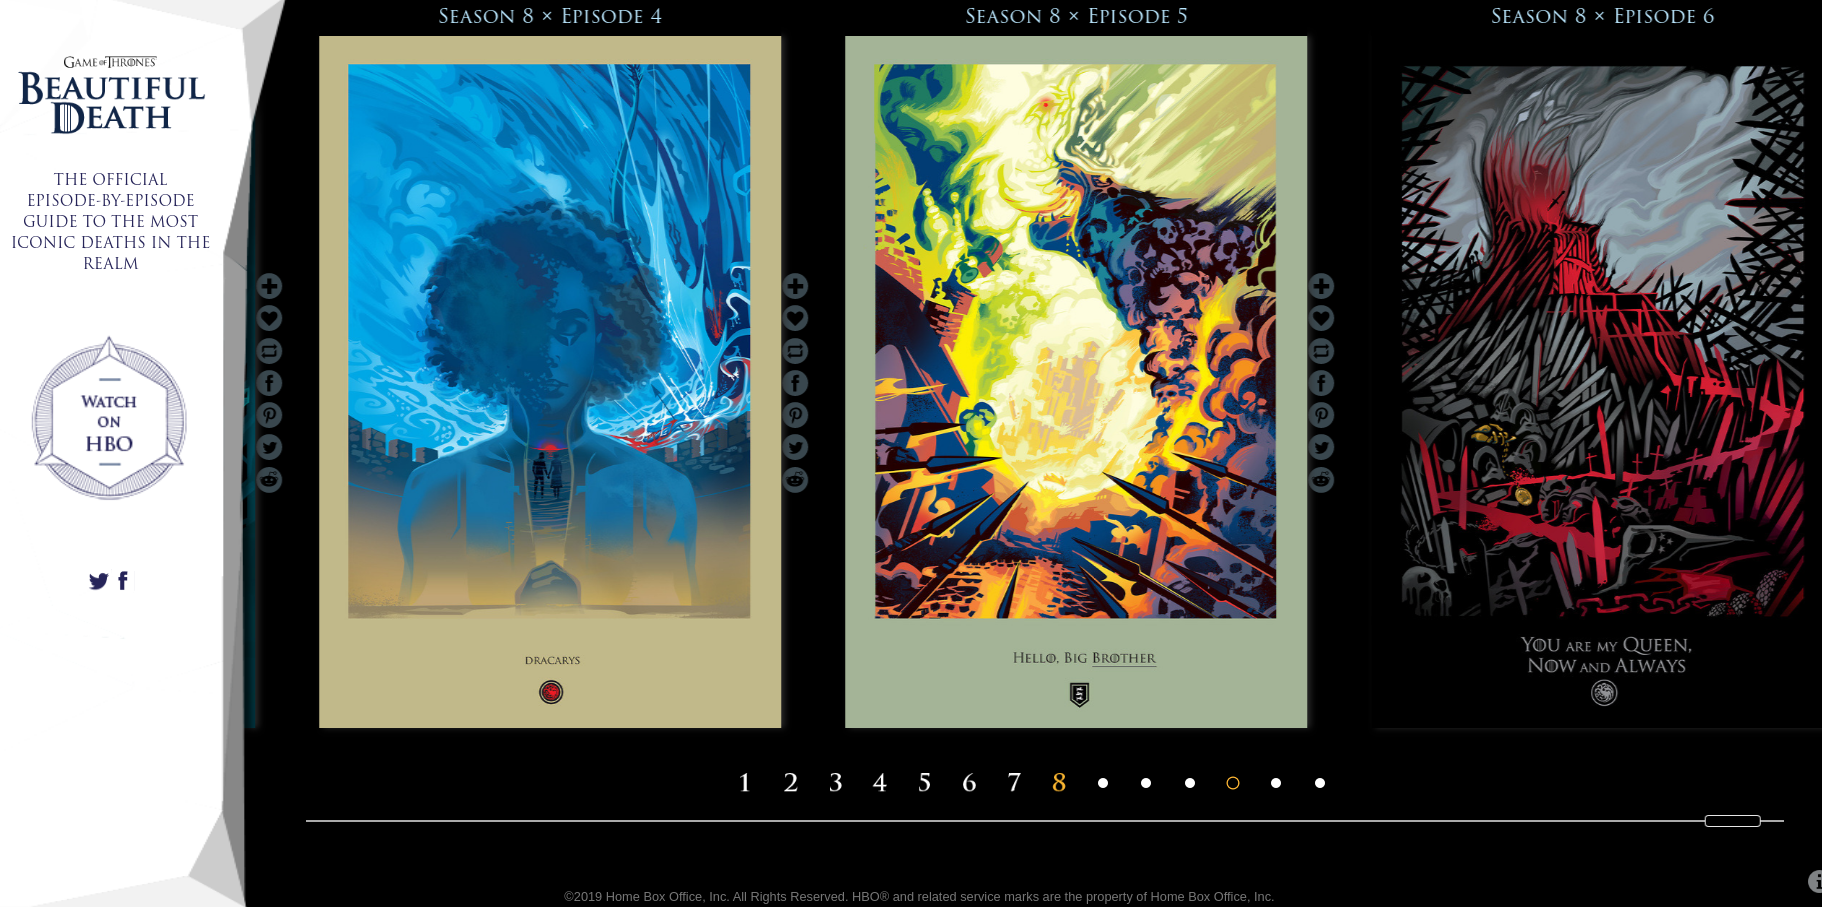 Season 8 × Episode 4
Season 8 × Episode 5
Season 8 × Episode 6
GAME OF THRONES
BEAUTIFUL
DEATH
THE OFFICIAL
EPISODE-BY-EPISODE
GUIDE TO THE MOST
ICONIC DEATHS IN THE
REALM
WATCH
ON
HBO
DRACARYS
Hello, Big Brother
You are my Queen,
Now and Always
1 2 3 4 5 6 7 8
©2019 Home Box Office, Inc. All Rights Reserved. HBO® and related service marks are the property of Home Box Office, Inc.